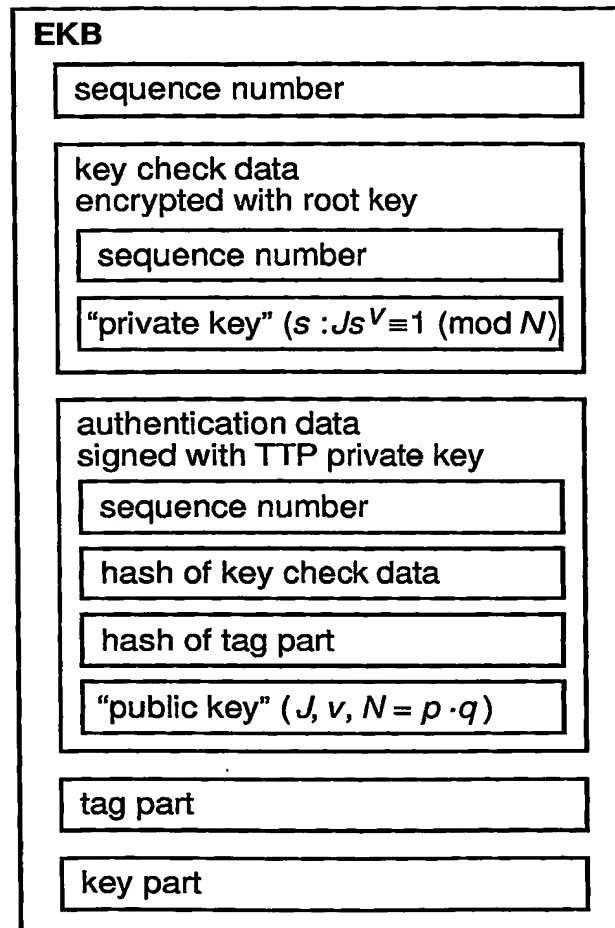 EKB
sequence number
key check data
encrypted with root key
sequence number
“private key” (s :Jsᵛ≡1 (mod N)
authentication data
signed with TTP private key
sequence number
hash of key check data
hash of tag part
“public key” ( J, v, N = p ·q )
tag part
key part